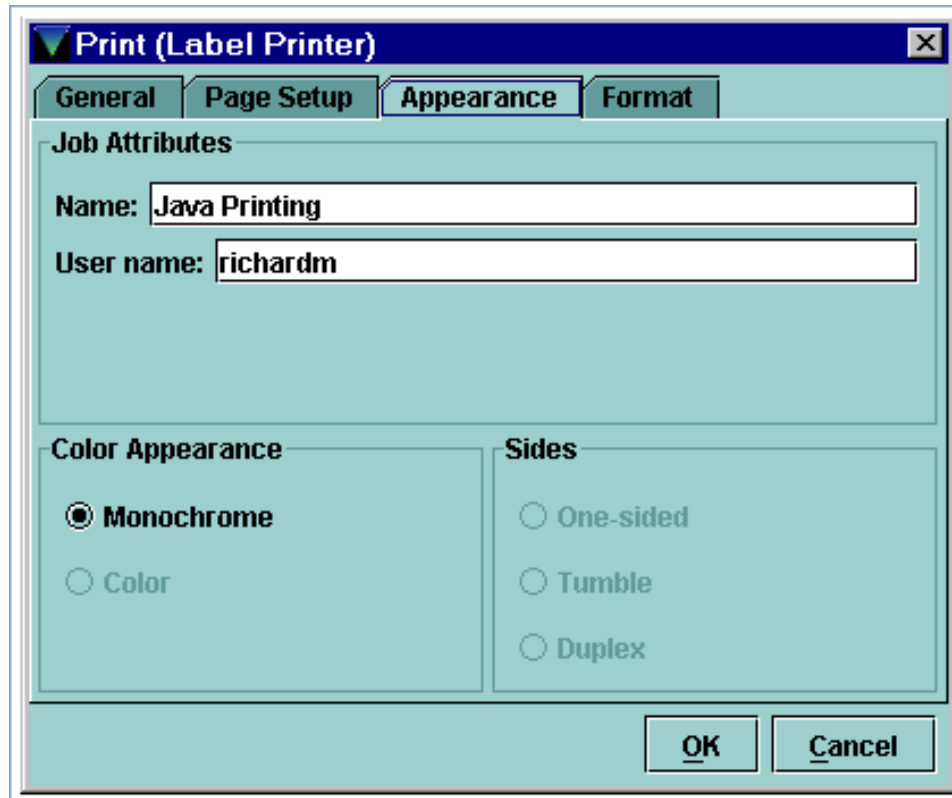 Print (Label Printer)
General Page Setup Appearance Format
Job Attributes
Name: Java Printing
User name: richardm
Color Appearance
Monochrome
Color
Sides
One-sided
Tumble
Duplex
OK Cancel